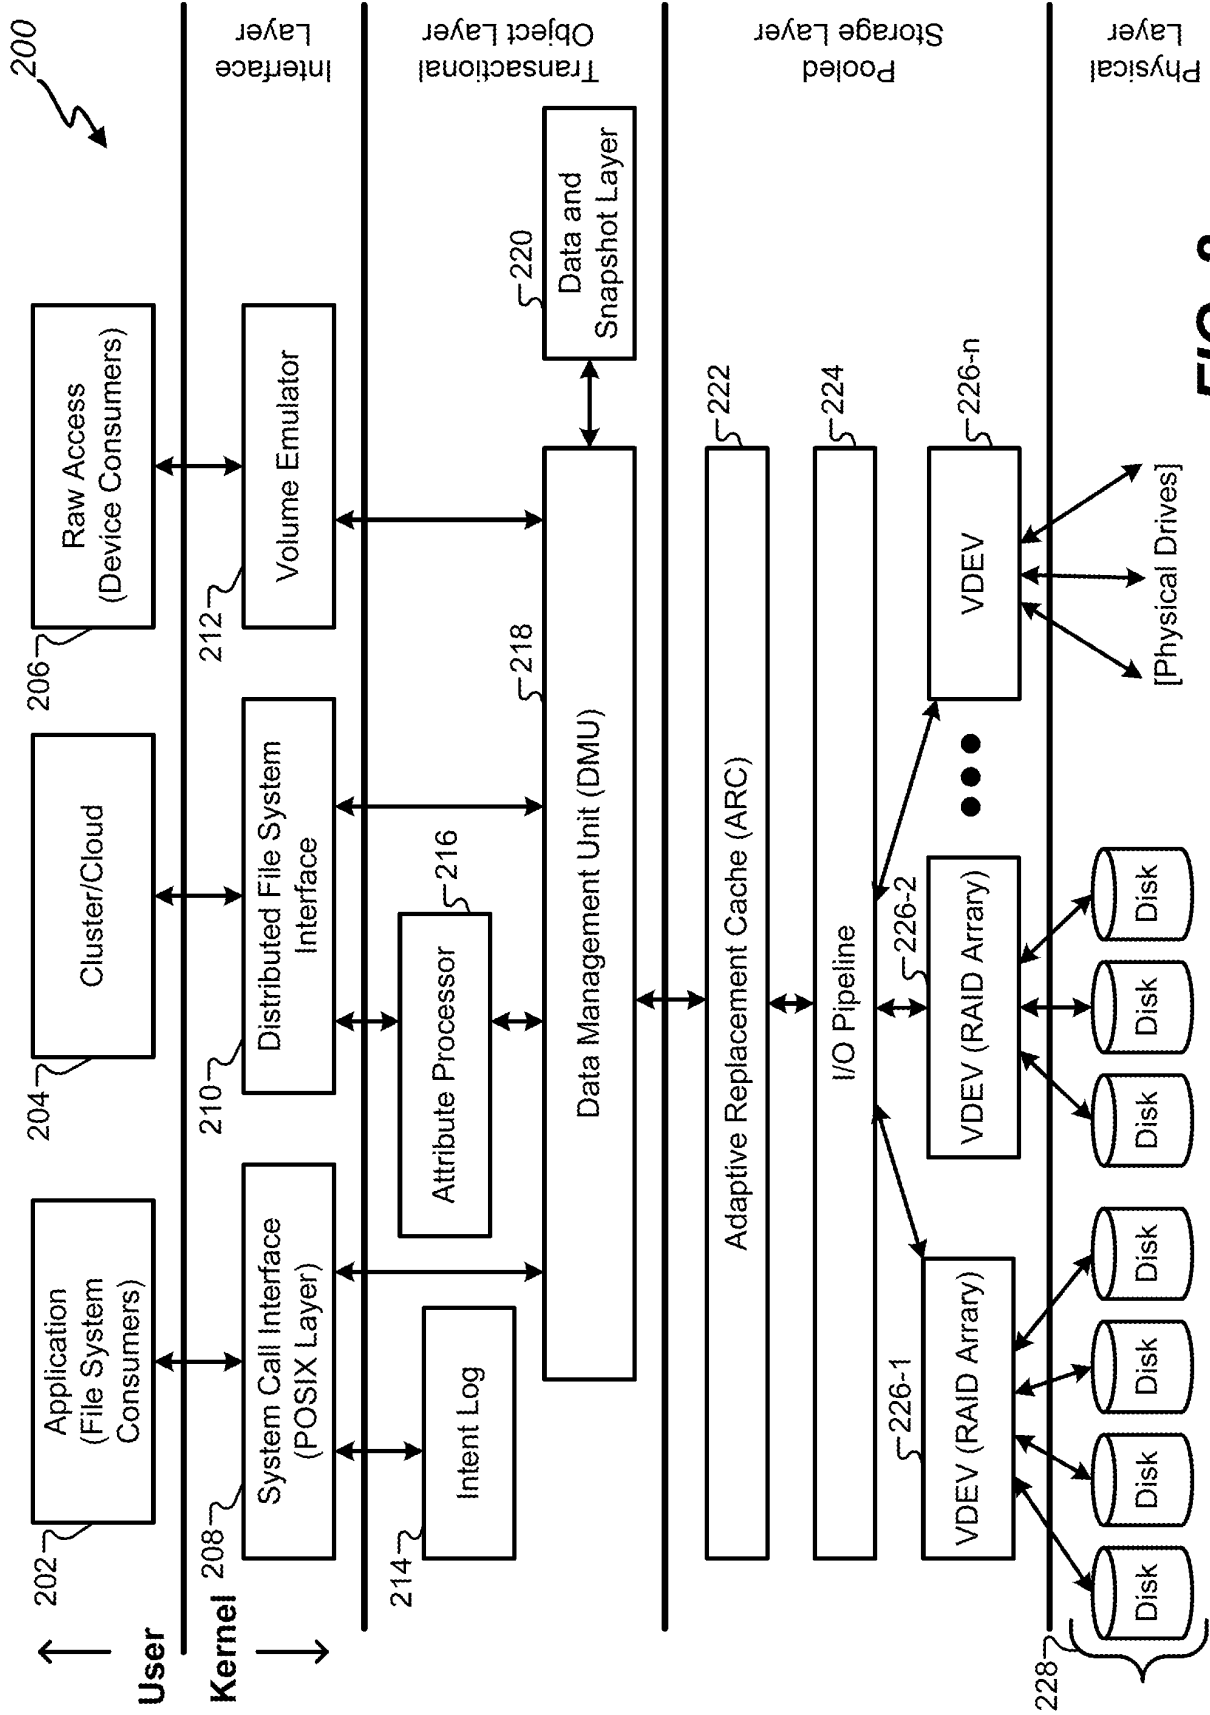 200
User
Kernel
202
Application
(File System
Consumers)
204
Cluster/Cloud
206
Raw Access
(Device Consumers)
208
System Call Interface
(POSIX Layer)
210
Distributed File System
Interface
212
Volume Emulator
Interface
Layer
214
Intent Log
Attribute Processor
216
218
Data Management Unit (DMU)
220
Data and
Snapshot Layer
Transactional
Object Layer
Adaptive Replacement Cache (ARC)
222
I/O Pipeline
224
226-1
VDEV (RAID Arrary)
226-2
VDEV (RAID Arrary)
VDEV
226-n
Pooled
Storage Layer
228
Disk
Disk
Disk
Disk
Disk
Disk
Disk
[Physical Drives]
Physical
Layer
FIG.